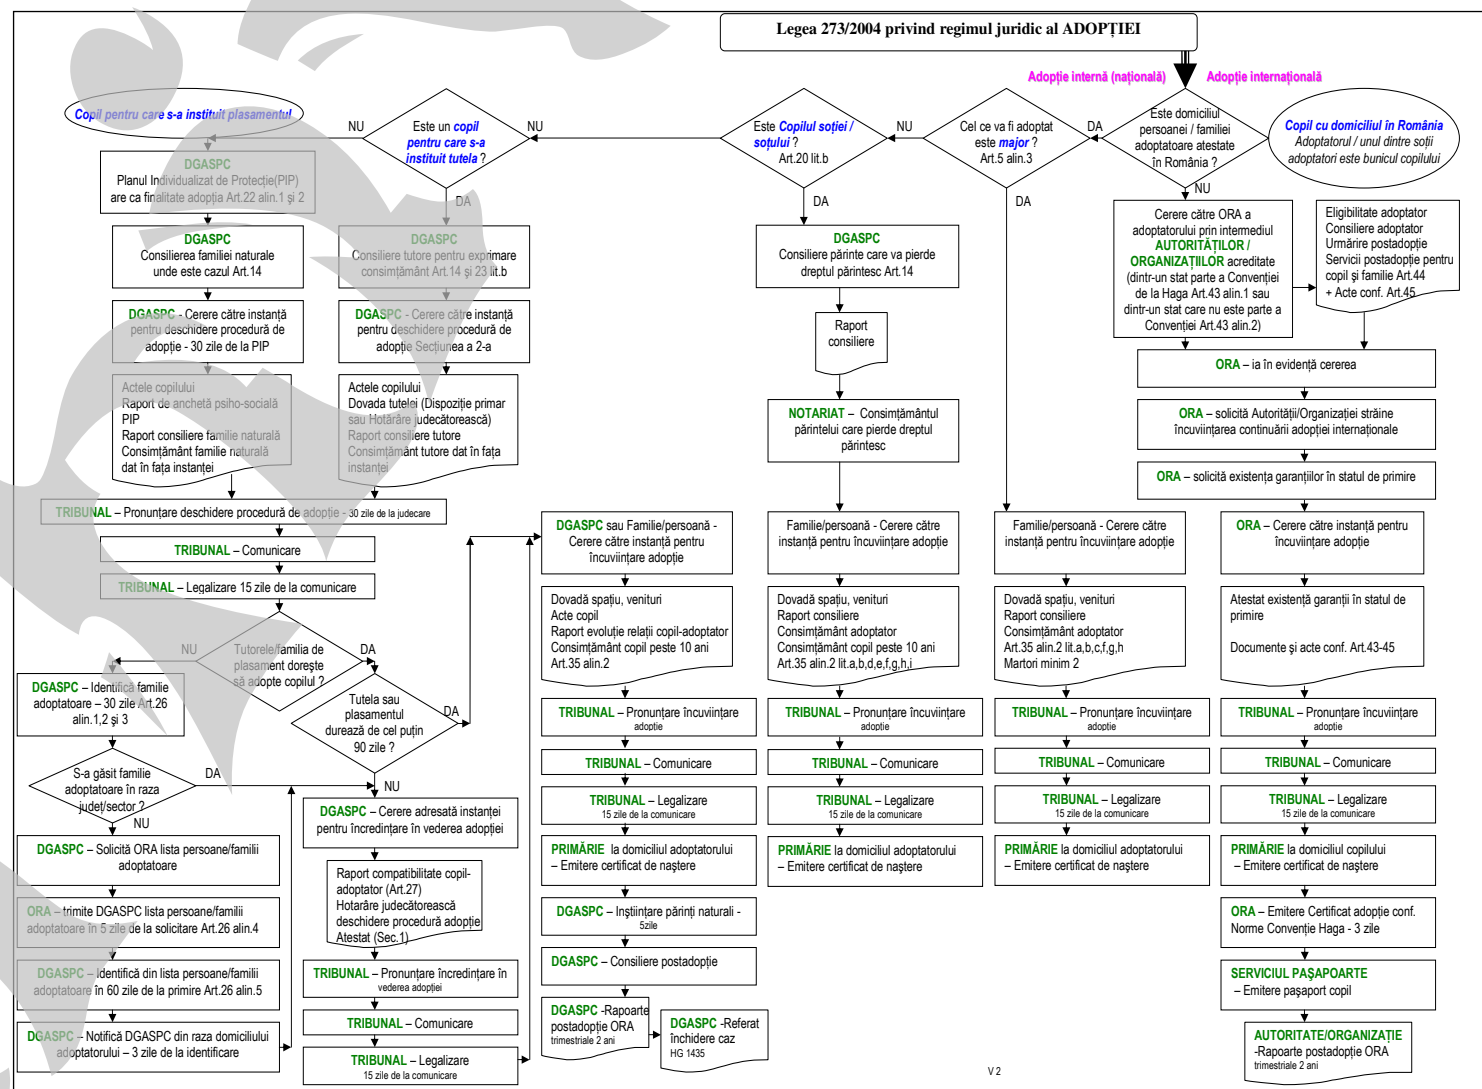 Legea 273/2004 privind regimul juridic al ADOPȚIEI
Adopție internă (națională)
Adopție internațională
Copil pentru care s-a instituit plasamentul
NU
Este un copil
pentru care s-a
instituit tutela ?
NU
Este Copilul soției /
soțului ?
Art.20 lit.b
NU
Cel ce va fi adoptat
este major ?
Art.5 alin.3
DA
Este domiciliul
persoanei / familiei
adoptatoare atestate
în România ?
Copil cu domiciliul în România
Adoptatorul / unul dintre soții
adoptatori este bunicul copilului
DA
DA
DA
NU
DGASPC
Planul Individualizat de Protecție(PIP)
are ca finalitate adopția Art.22 alin.1 și 2
DGASPC
Consilierea familiei naturale
unde este cazul Art.14
DGASPC - Cerere către instanță
pentru deschidere procedură de
adopție - 30 zile de la PIP
Actele copilului
Raport de anchetă psiho-socială
PIP
Raport consiliere familie naturală
Consimțământ familie naturală
dat în fața instanței
DGASPC
Consiliere tutore pentru exprimare
consimțământ Art.14 și 23 lit.b
DGASPC - Cerere către instanță
pentru deschidere procedură de
adopție Secțiunea a 2-a
Actele copilului
Dovada tutelei (Dispoziție primar
sau Hotărâre judecătorească)
Raport consiliere tutore
Consimțământ tutore dat în fața
instanței
DGASPC
Consiliere părinte care va pierde
dreptul părintesc Art.14
Raport
consiliere
NOTARIAT – Consimțământul
părintelui care pierde dreptul
părintesc
Cerere către ORA a
adoptatorului prin intermediul
AUTORITĂȚILOR /
ORGANIZAȚIILOR acreditate
(dintr-un stat parte a Convenției
de la Haga Art.43 alin.1 sau
dintr-un stat care nu este parte a
Convenției Art.43 alin.2)
Eligibilitate adoptator
Consiliere adoptator
Urmărire postadopție
Servicii postadopție pentru
copil și familie Art.44
+ Acte conf. Art.45
ORA – ia în evidență cererea
ORA – solicită Autorității/Organizației străine
încuviințarea continuării adopției internaționale
ORA – solicită existența garanțiilor în statul de primire
TRIBUNAL – Pronunțare deschidere procedură de adopție - 30 zile de la judecare
TRIBUNAL – Comunicare
TRIBUNAL – Legalizare 15 zile de la comunicare
NU
Tutorele/familia de
plasament dorește
să adopte copilul ?
DA
Tutela sau
plasamentul
durează de cel puțin
90 zile ?
DA
NU
DGASPC – Identifică familie
adoptatoare – 30 zile Art.26
alin.1,2 și 3
S-a găsit familie
adoptatoare în raza
județ/sector ?
DA
NU
DGASPC – Solicită ORA lista persoane/familii
adoptatoare
ORA – trimite DGASPC lista persoane/familii
adoptatoare în 5 zile de la solicitare Art.26 alin.4
DGASPC – Identifică din lista persoane/familii
adoptatoare în 60 zile de la primire Art.26 alin.5
DGASPC – Notifică DGASPC din raza domiciliului
adoptatorului – 3 zile de la identificare
DGASPC – Cerere adresată instanței
pentru încredințare în vederea adopției
Raport compatibilitate copil-
adoptator (Art.27)
Hotarâre judecătorească
deschidere procedură adopție
Atestat (Sec.1)
TRIBUNAL – Pronunțare încredințare în
vederea adopției
TRIBUNAL – Comunicare
TRIBUNAL – Legalizare
15 zile de la comunicare
DGASPC sau Familie/persoană -
Cerere către instanță pentru
încuviințare adopție
Dovadă spațiu, venituri
Acte copil
Raport evoluție relații copil-adoptator
Consimțământ copil peste 10 ani
Art.35 alin.2
TRIBUNAL – Pronunțare încuviințare
adopție
TRIBUNAL – Comunicare
TRIBUNAL – Legalizare
15 zile de la comunicare
PRIMĂRIE la domiciliul adoptatorului
– Emitere certificat de naștere
DGASPC – Inștiințare părinți naturali -
5zile
DGASPC – Consiliere postadopție
DGASPC -Rapoarte
postadopție ORA
trimestriale 2 ani
DGASPC -Referat
închidere caz
HG 1435
Familie/persoană - Cerere către
instanță pentru încuviințare adopție
Dovadă spațiu, venituri
Raport consiliere
Consimțământ adoptator
Consimțământ copil peste 10 ani
Art.35 alin.2 lit.a,b,d,e,f,g,h,i
TRIBUNAL – Pronunțare încuviințare
adopție
TRIBUNAL – Comunicare
TRIBUNAL – Legalizare
15 zile de la comunicare
PRIMĂRIE la domiciliul adoptatorului
– Emitere certificat de naștere
Familie/persoană - Cerere către
instanță pentru încuviințare adopție
Dovadă spațiu, venituri
Raport consiliere
Consimțământ adoptator
Art.35 alin.2 lit.a,b,c,f,g,h
Martori minim 2
TRIBUNAL – Pronunțare încuviințare
adopție
TRIBUNAL – Comunicare
TRIBUNAL – Legalizare
15 zile de la comunicare
PRIMĂRIE la domiciliul adoptatorului
– Emitere certificat de naștere
ORA – Cerere către instanță pentru
încuviințare adopție
Atestat existență garanții în statul de
primire
Documente și acte conf. Art.43-45
TRIBUNAL – Pronunțare încuviințare
adopție
TRIBUNAL – Comunicare
TRIBUNAL – Legalizare
15 zile de la comunicare
PRIMĂRIE la domiciliul copilului
– Emitere certificat de naștere
ORA – Emitere Certificat adopție conf.
Norme Convenție Haga - 3 zile
SERVICIUL PAȘAPOARTE
– Emitere pașaport copil
AUTORITATE/ORGANIZAȚIE
-Rapoarte postadopție ORA
trimestriale 2 ani
V 2